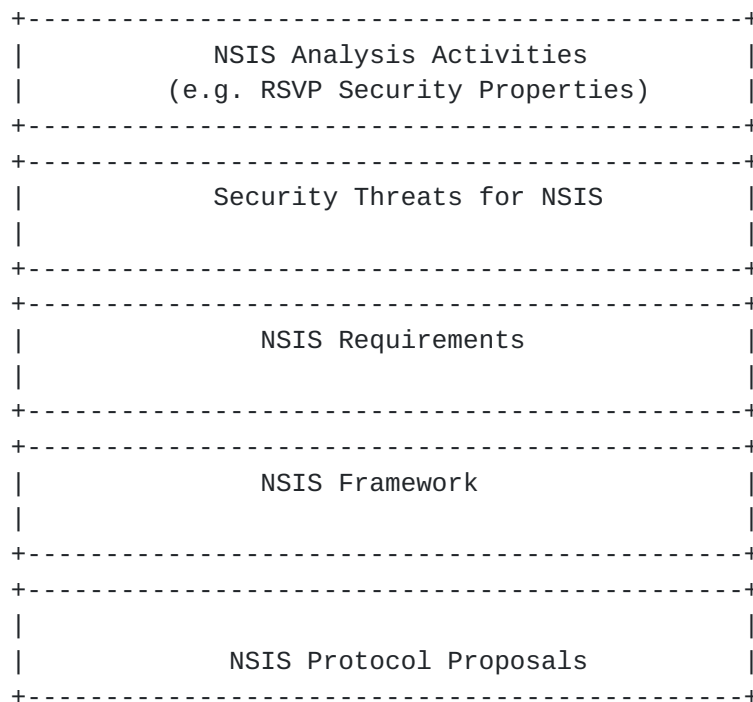 +----------------------------------------------+
|            NSIS Analysis Activities          |
|         (e.g. RSVP Security Properties)      |
+----------------------------------------------+
+----------------------------------------------+
|            Security Threats for NSIS         |
|                                              |
+----------------------------------------------+
+----------------------------------------------+
|               NSIS Requirements              |
|                                              |
+----------------------------------------------+
+----------------------------------------------+
|               NSIS Framework                 |
|                                              |
+----------------------------------------------+
+----------------------------------------------+
|                                              |
|             NSIS Protocol Proposals          |
+----------------------------------------------+